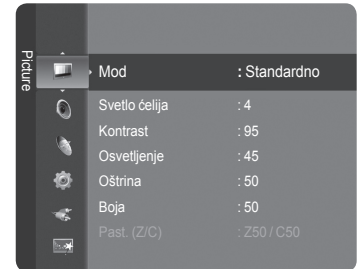 Picture
Mod : Standardno
Svetlo ćelija : 4
Kontrast : 95
Osvetljenje : 45
Oštrina : 50
Boja : 50
Past. (Z/C) : Z50 / C50